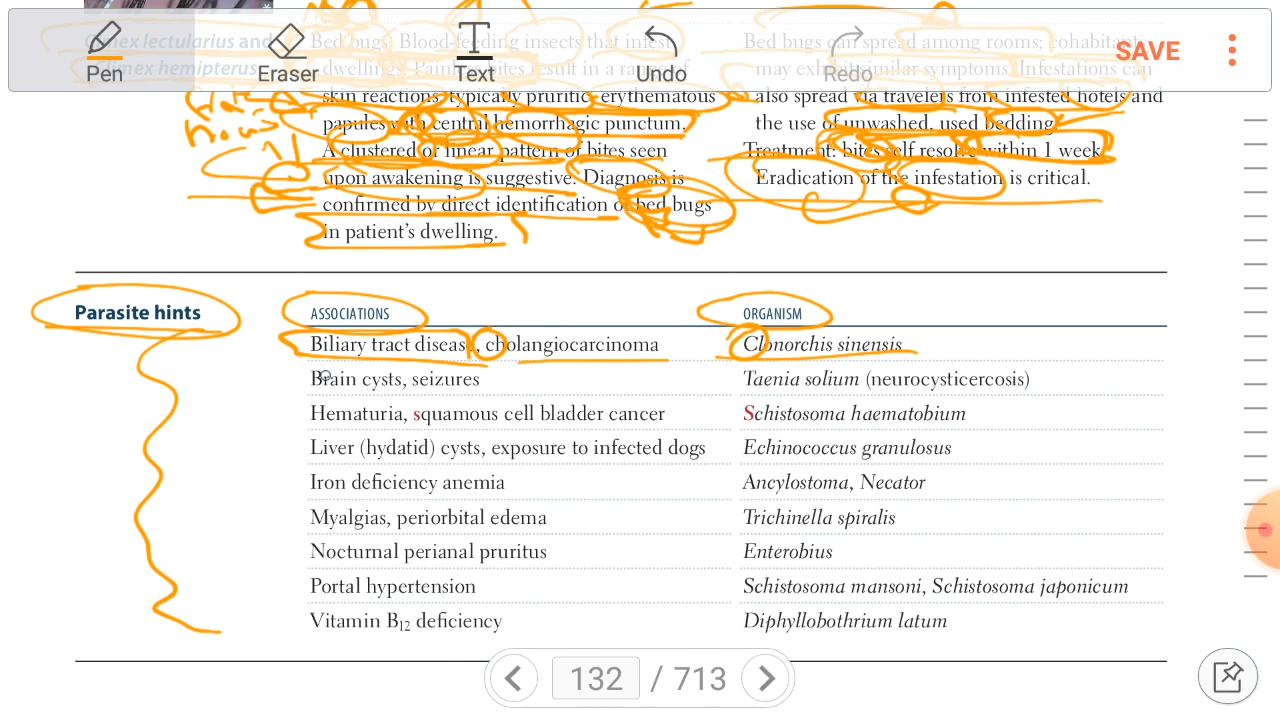 Cimex lectularius and Bed bugs. Blood-feeding insects that infest Bed bugs can spread among rooms; cohabitants
Cimex hemipterus dwellings. Painless bites result in a range of may exhibit similar symptoms. Infestations can
Pen Eraser Text Undo Redo SAVE
skin reactions, typically pruritic, erythematous also spread via travelers from infested hotels and
papules with central hemorrhagic punctum. the use of unwashed, used bedding.
A clustered or linear pattern of bites seen Treatment: bites self resolve within 1 week.
upon awakening is suggestive. Diagnosis is Eradication of the infestation is critical.
confirmed by direct identification of bed bugs
in patient's dwelling.
Parasite hints ASSOCIATIONS ORGANISM
Biliary tract disease, cholangiocarcinoma Clonorchis sinensis
Brain cysts, seizures Taenia solium (neurocysticercosis)
Hematuria, squamous cell bladder cancer Schistosoma haematobium
Liver (hydatid) cysts, exposure to infected dogs Echinococcus granulosus
Iron deficiency anemia Ancylostoma, Necator
Myalgias, periorbital edema Trichinella spiralis
Nocturnal perianal pruritus Enterobius
Portal hypertension Schistosoma mansoni, Schistosoma japonicum
Vitamin B12 deficiency Diphyllobothrium latum
132 / 713